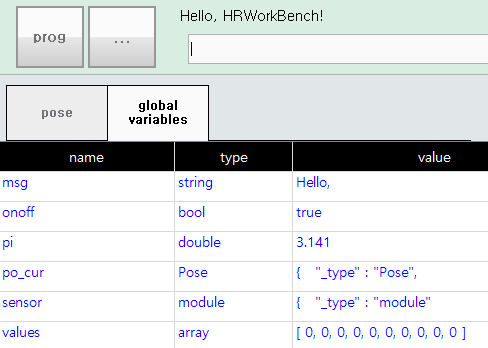 prog
...
Hello, HRWorkBench!
pose
global
variables
name type value
msg string Hello,
onoff bool true
pi double 3.141
po_cur Pose { "_type" : "Pose",
sensor module { "_type" : "module"
values array [ 0, 0, 0, 0, 0, 0, 0, 0, 0, 0 ]